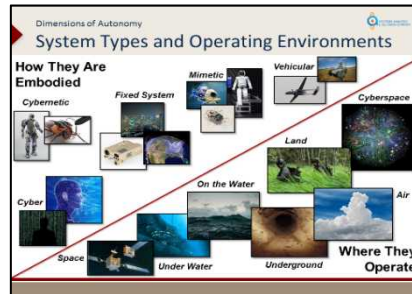 Dimensions of Autonomy
System Types and Operating Environments
How They Are
Embodied
Cybernetic
Fixed System
Mimetic
Vehicular
Cyberspace
Land
Cyber
On the Water
Air
Space
Under Water
Underground
Where They
Operate